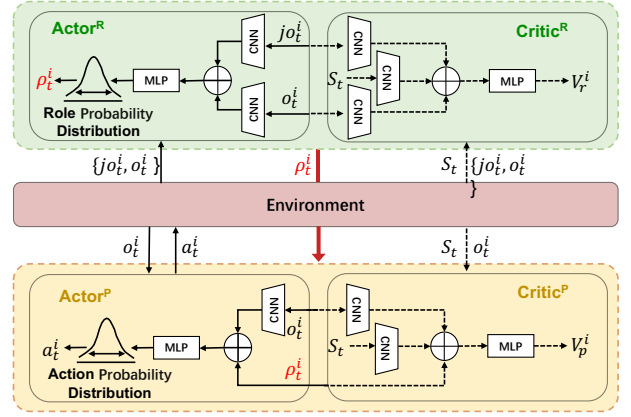 Actor^R
Critic^R
CNN
jo_t^i
CNN
ρ_t^i
MLP
S_t
CNN
MLP
V_r^i
CNN
o_t^i
CNN
Role Probability
Distribution
{jo_t^i, o_t^i }
ρ_t^i
S_t
{jo_t^i, o_t^i
}
Environment
o_t^i
a_t^i
S_t
o_t^i
Actor^P
Critic^P
CNN
o_t^i
CNN
a_t^i
MLP
S_t
CNN
MLP
V_p^i
ρ_t^i
Action Probability
Distribution